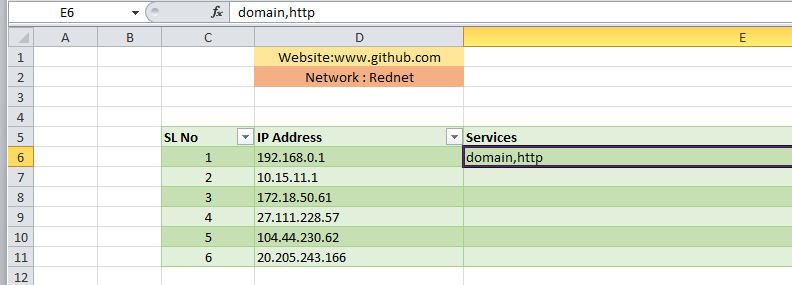 E6 fx domain,http
A B C D E
1 Website:www.github.com
2 Network : Rednet
3
4
5 SL No IP Address Services
6 1 192.168.0.1 domain,http
7 2 10.15.11.1
8 3 172.18.50.61
9 4 27.111.228.57
10 5 104.44.230.62
11 6 20.205.243.166
12